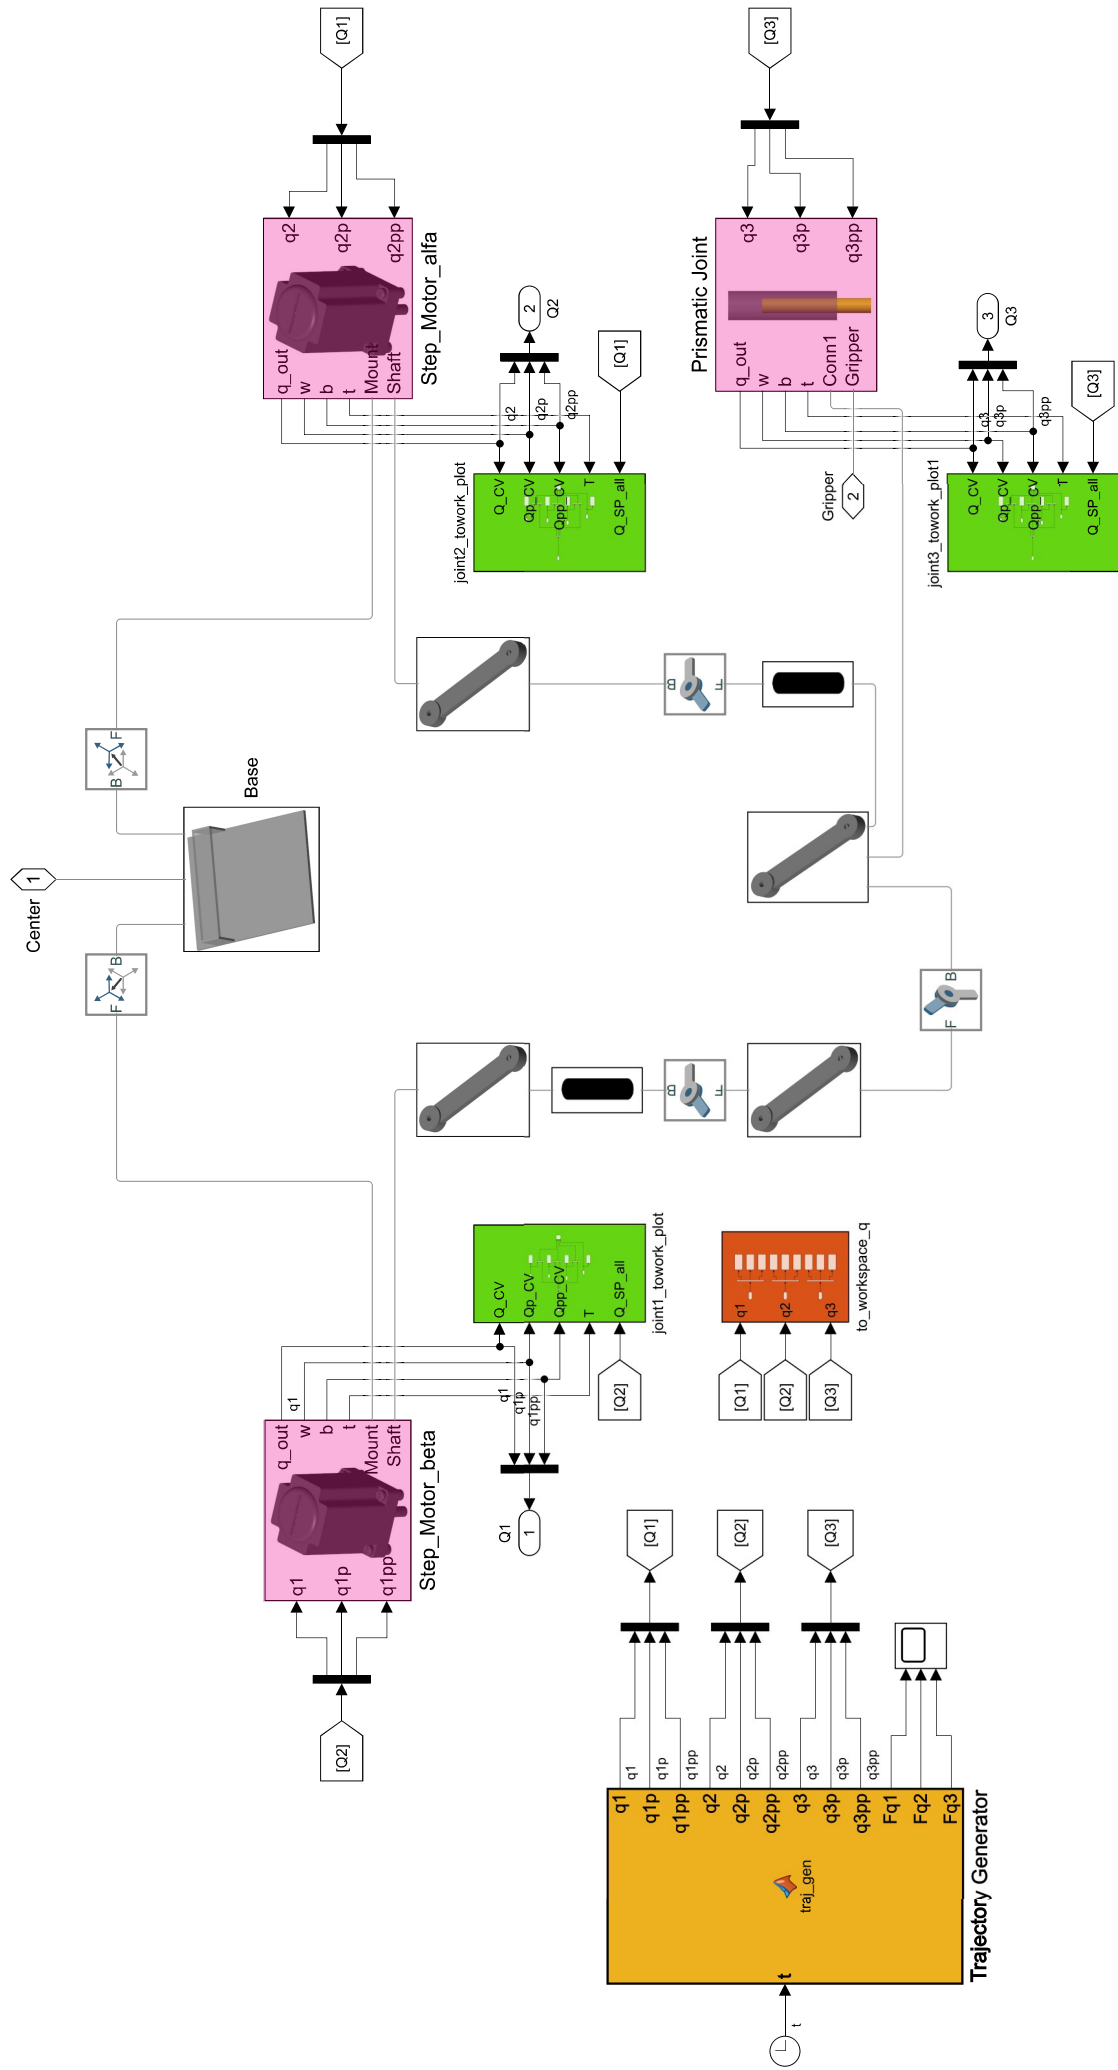 [Q2]
q1
q1p
q1pp
q_out
w
b
t
Mount
Shaft
Step_Motor_beta
q1
q1
q1p
q1pp
Q1
1
Q_CV
Qp_CV
Qpp_CV
T
Q_SP_all
joint1_towork_plot
[Q2]
F
B
Center
1
Base
B
F
[Q1]
q2
q2p
q2pp
q_out
w
b
t
Mount
Shaft
Step_Motor_alfa
q2
q2p
q2pp
2
Q2
[Q1]
joint2_towork_plot
Q_CV
Qp_CV
Qpp_CV
T
Q_SP_all
B
F
B
F
F
B
[Q3]
Prismatic Joint
q3
q3p
q3pp
q_out
w
b
t
Conn1
Gripper
Gripper
2
q3
q3p
q3pp
3
Q3
[Q3]
joint3_towork_plot1
Q_CV
Qp_CV
Qpp_CV
T
Q_SP_all
[Q1]
[Q2]
[Q3]
q1
q2
q3
to_workspace_q
t
t
traj_gen
Trajectory Generator
q1
q1p
q1pp
q2
q2p
q2pp
q3
q3p
q3pp
Fq1
Fq2
Fq3
q1
q1p
q1pp
q2
q2p
q2pp
q3
q3p
q3pp
[Q1]
[Q2]
[Q3]